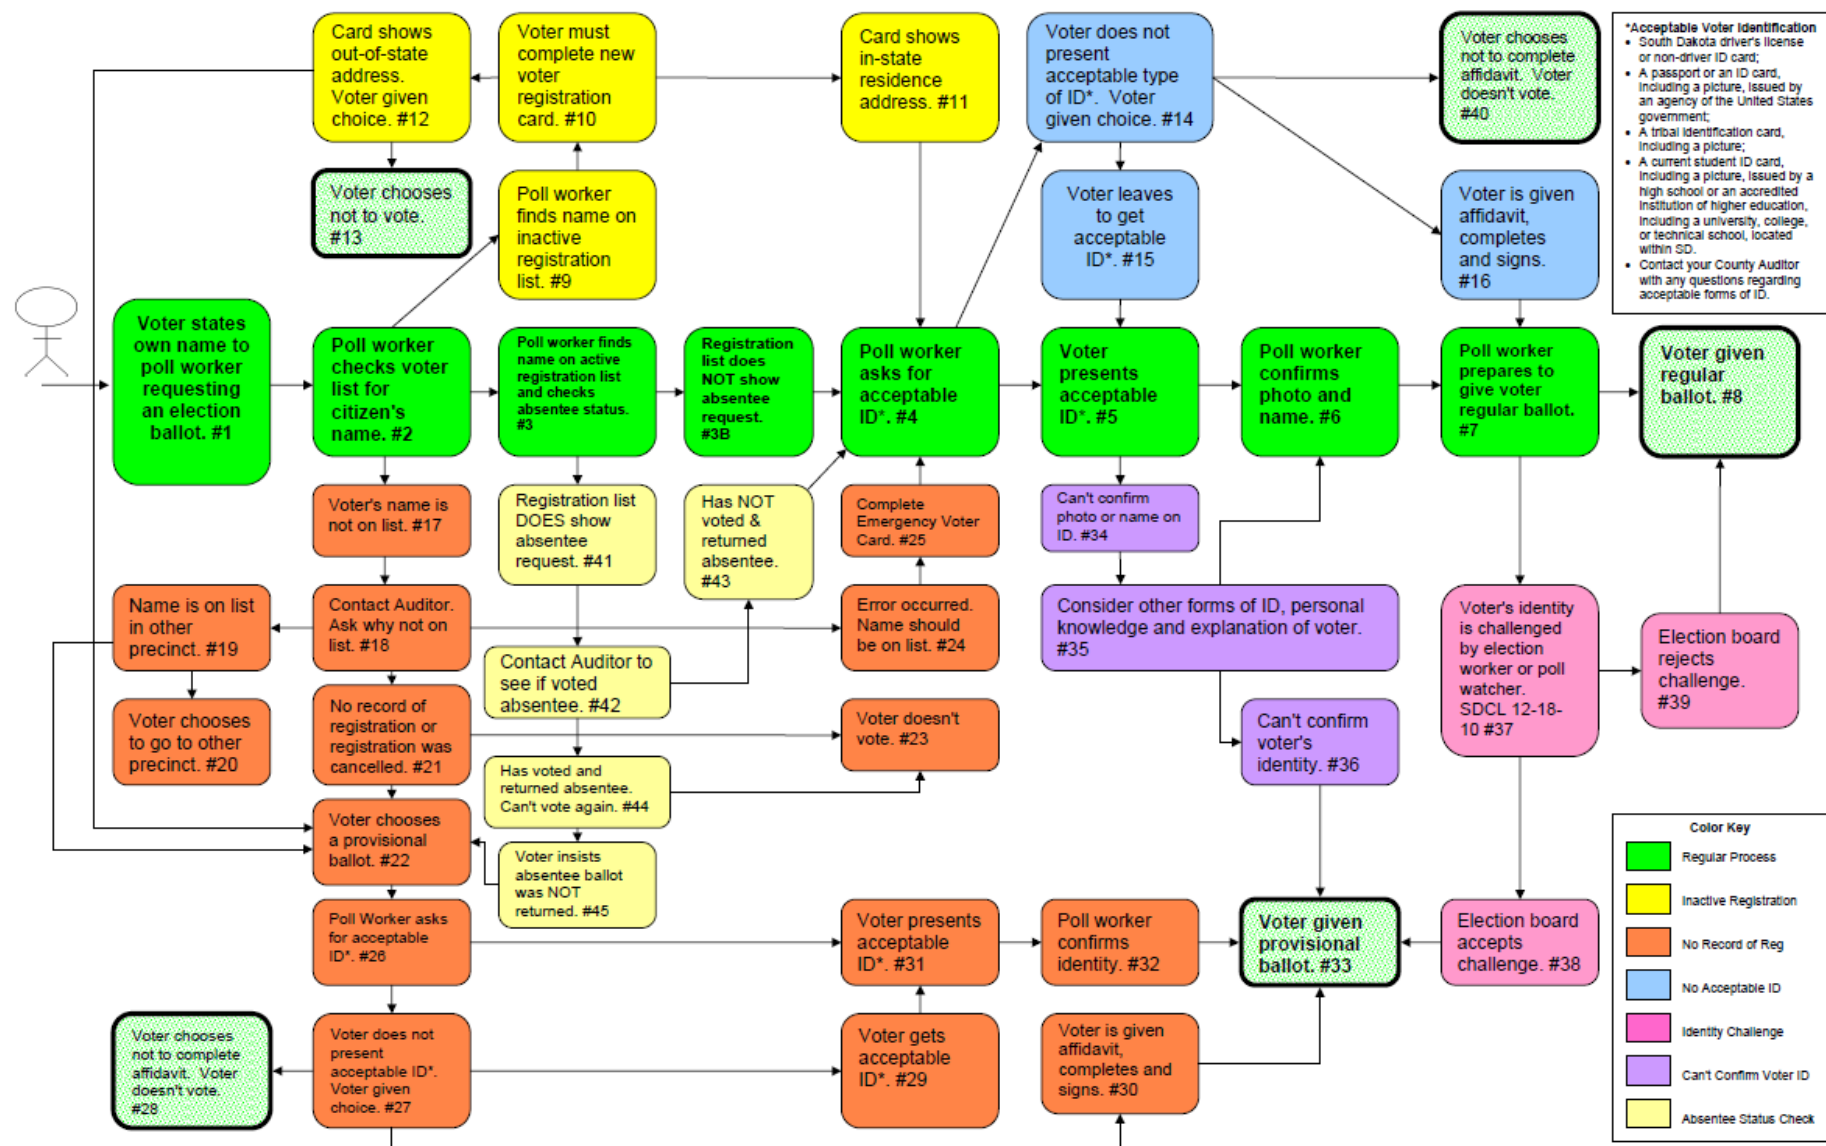 Card shows
out-of-state
address.
Voter given
choice. #12
Voter must
complete new
voter
registration
card. #10
Card shows
in-state
residence
address. #11
Voter does not
present
acceptable type
of ID*. Voter
given choice. #14
Voter chooses
not to complete
affidavit. Voter
doesn't vote.
#40
*Acceptable Voter Identification
• South Dakota driver's license
or non-driver ID card;
• A passport or an ID card,
including a picture, issued by
an agency of the United States
government;
• A tribal identification card,
including a picture;
• A current student ID card,
including a picture, issued by a
high school or an accredited
institution of higher education,
including a university, college,
or technical school, located
within SD.
• Contact your County Auditor
with any questions regarding
acceptable forms of ID.
Voter chooses
not to vote.
#13
Poll worker
finds name on
inactive
registration
list. #9
Voter leaves
to get
acceptable
ID*. #15
Voter is given
affidavit,
completes
and signs.
#16
Voter states
own name to
poll worker
requesting
an election
ballot. #1
Poll worker
checks voter
list for
citizen's
name. #2
Poll worker finds
name on active
registration list
and checks
absentee status.
#3
Registration
list does
NOT show
absentee
request.
#3B
Poll worker
asks for
acceptable
ID*. #4
Voter
presents
acceptable
ID*. #5
Poll worker
confirms
photo and
name. #6
Poll worker
prepares to
give voter
regular ballot.
#7
Voter given
regular
ballot. #8
Voter's name is
not on list. #17
Registration list
DOES show
absentee
request. #41
Has NOT
voted &
returned
absentee.
#43
Complete
Emergency Voter
Card. #25
Can't confirm
photo or name on
ID. #34
Name is on list
in other
precinct. #19
Contact Auditor.
Ask why not on
list. #18
Error occurred.
Name should
be on list. #24
Consider other forms of ID, personal
knowledge and explanation of voter.
#35
Voter's identity
is challenged
by election
worker or poll
watcher.
SDCL 12-18-
10 #37
Election board
rejects
challenge.
#39
Contact Auditor to
see if voted
absentee. #42
Voter chooses
to go to other
precinct. #20
No record of
registration or
registration was
cancelled. #21
Voter doesn't
vote. #23
Can't confirm
voter's
identity. #36
Has voted and
returned absentee.
Can't vote again. #44
Voter chooses
a provisional
ballot. #22
Voter insists
absentee ballot
was NOT
returned. #45
Poll Worker asks
for acceptable
ID*. #26
Voter presents
acceptable
ID*. #31
Poll worker
confirms
identity. #32
Voter given
provisional
ballot. #33
Election board
accepts
challenge. #38
Voter chooses
not to complete
affidavit. Voter
doesn't vote.
#28
Voter does not
present
acceptable ID*.
Voter given
choice. #27
Voter gets
acceptable
ID*. #29
Voter is given
affidavit,
completes and
signs. #30
Color Key
Regular Process
Inactive Registration
No Record of Reg
No Acceptable ID
Identity Challenge
Can't Confirm Voter ID
Absentee Status Check